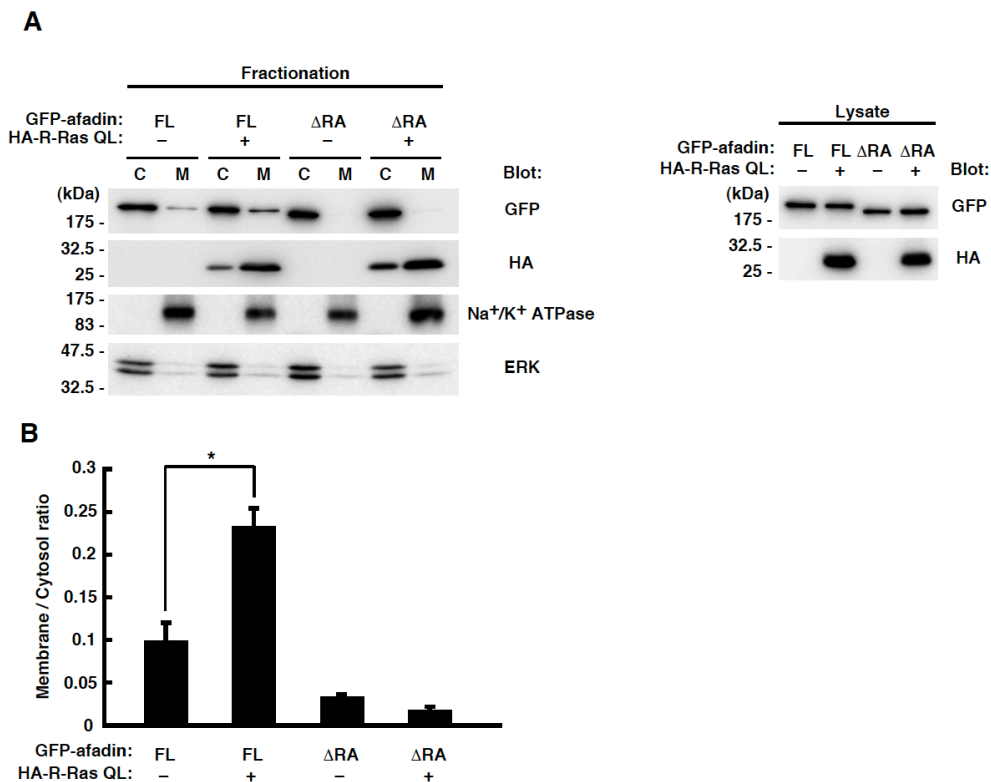 A
Fractionation
GFP-afadin: FL FL ΔRA ΔRA
HA-R-Ras QL: – + – +
(kDa) C M C M C M C M Blot:
175 - GFP
32.5 -
25 - HA
175 -
83 - Na⁺/K⁺ ATPase
47.5 -
32.5 - ERK
Lysate
GFP-afadin: FL FL ΔRA ΔRA
HA-R-Ras QL: – + – + Blot:
(kDa)
175 - GFP
32.5 -
25 - HA
B
Membrane / Cytosol ratio
0.3
0.25
0.2
0.15
0.1
0.05
0
*
GFP-afadin: FL FL ΔRA ΔRA
HA-R-Ras QL: – + – +